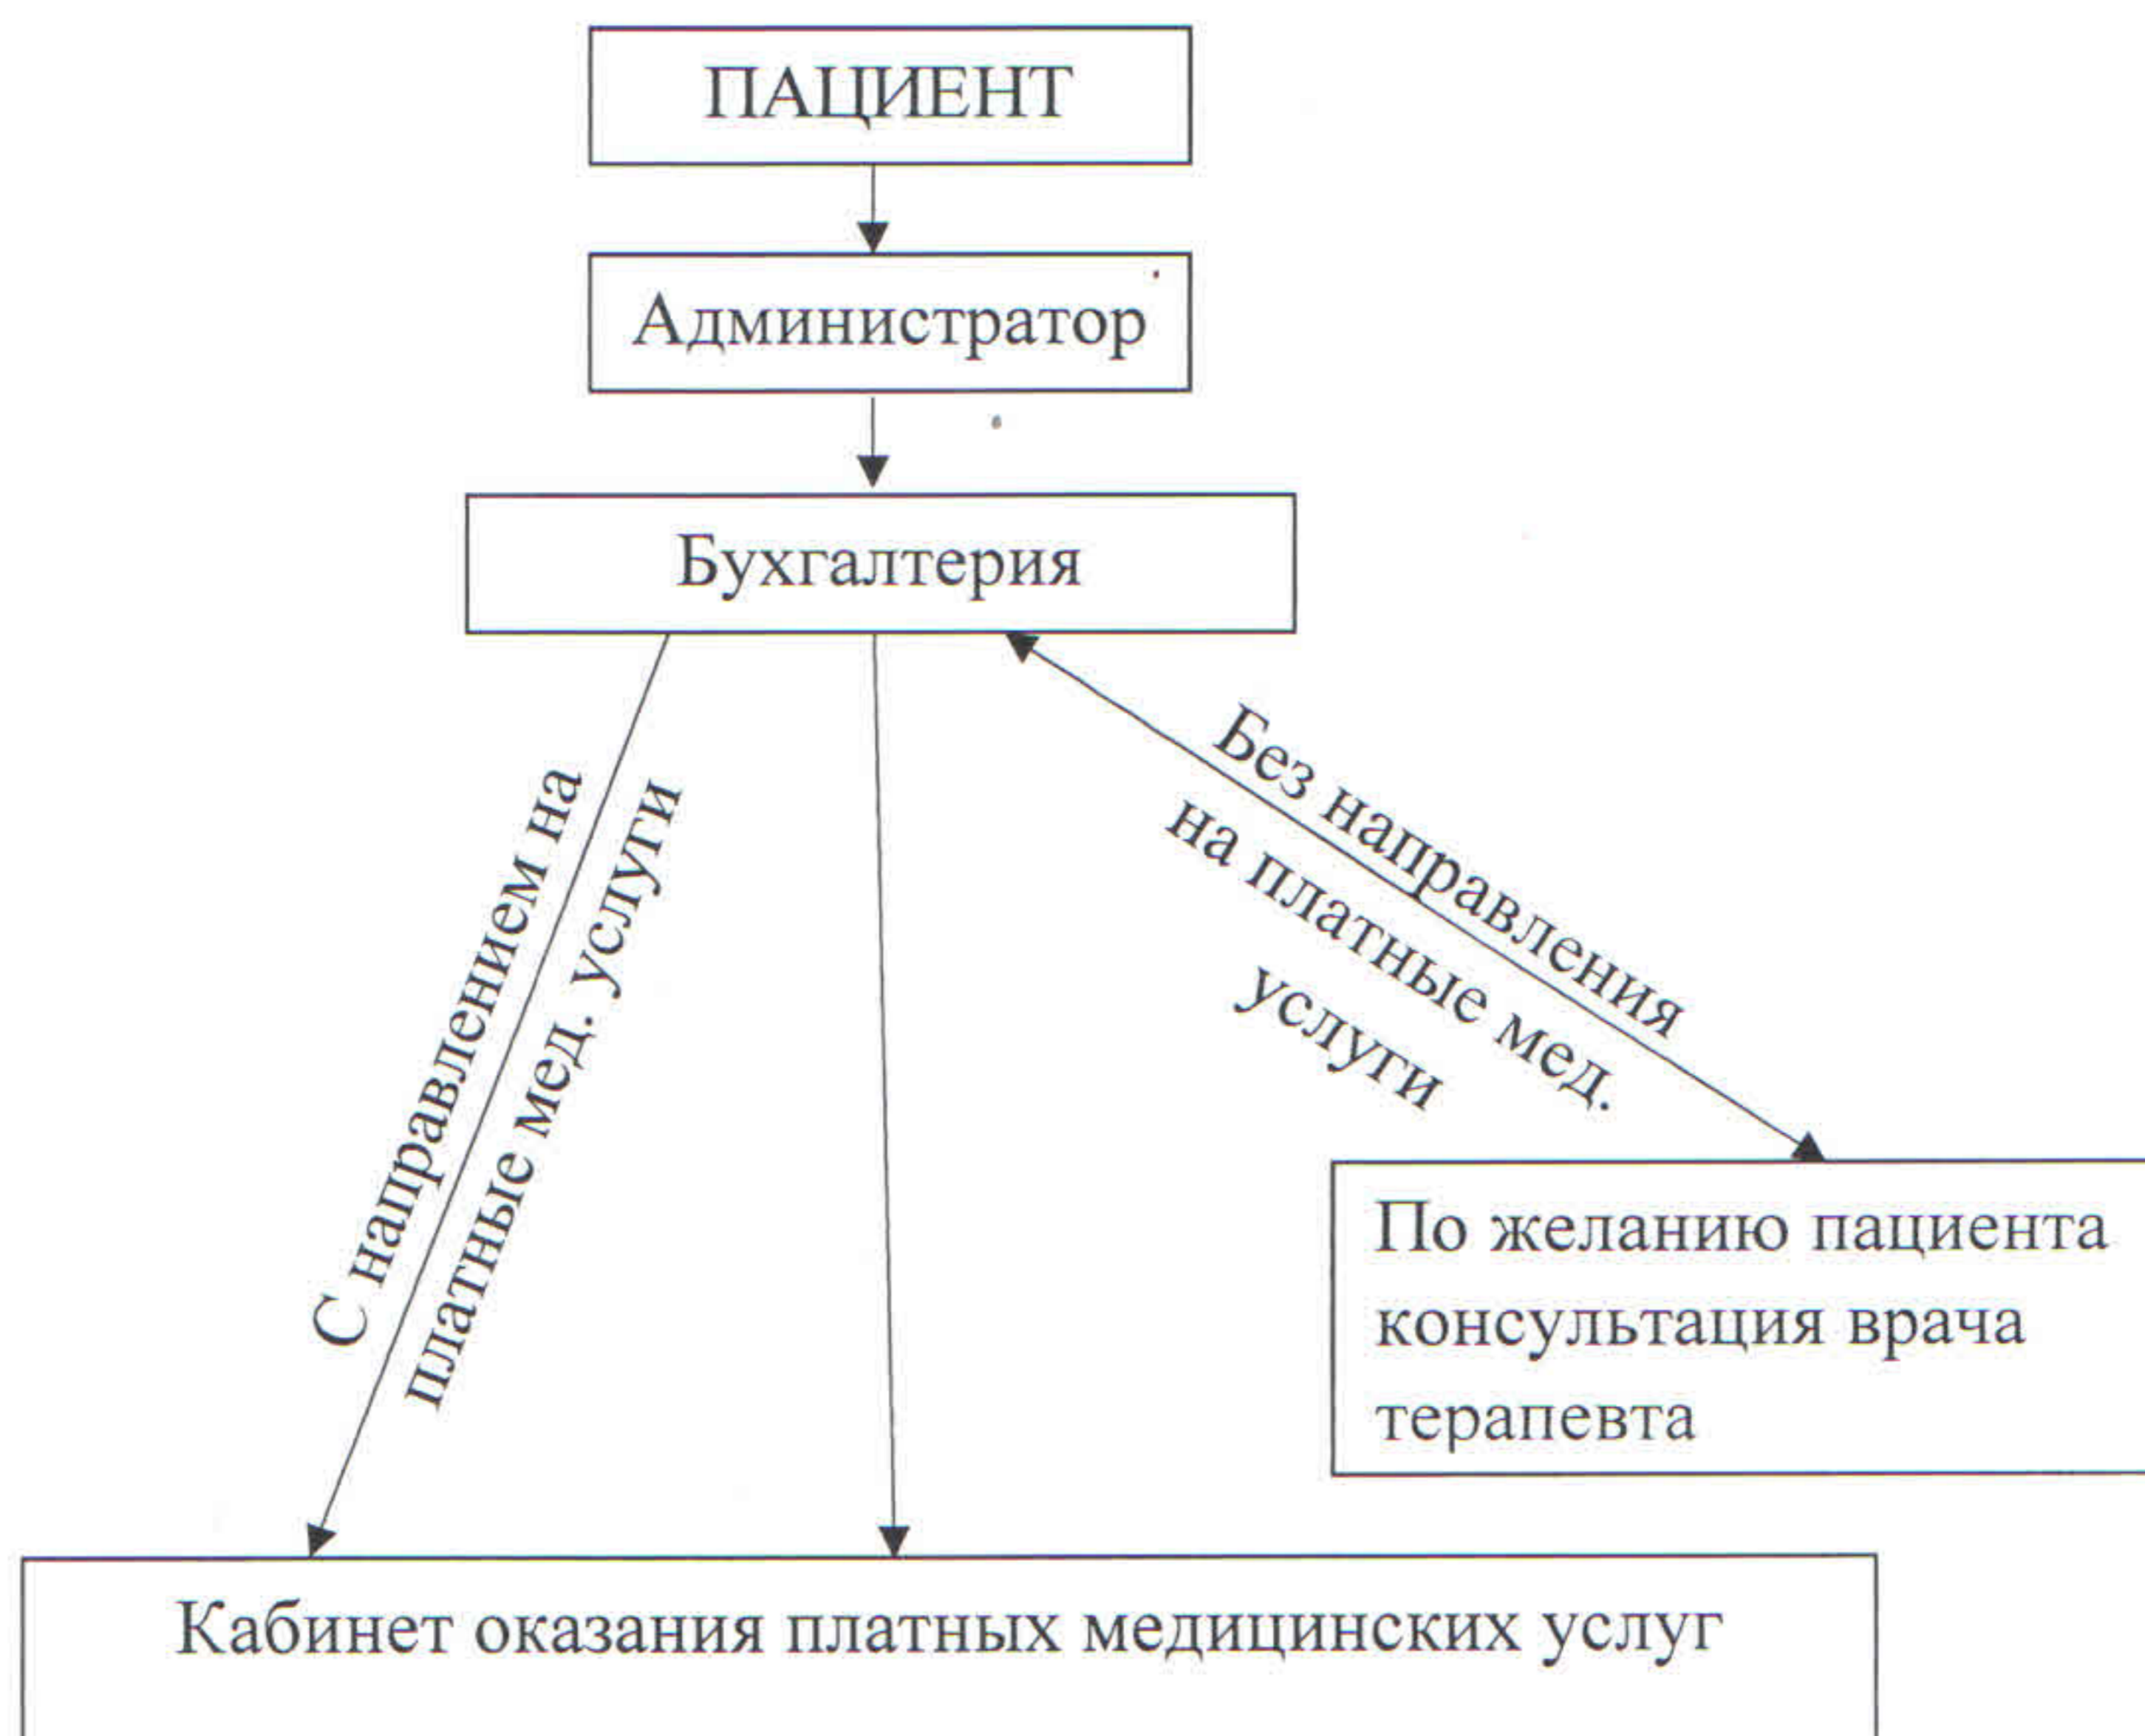 ПАЦИЕНТ
Администратор
Бухгалтерия
С направлением на
платные мед. услуги
Без направления
на платные мед.
услуги
По желанию пациента
консультация врача
терапевта
Кабинет оказания платных медицинских услуг